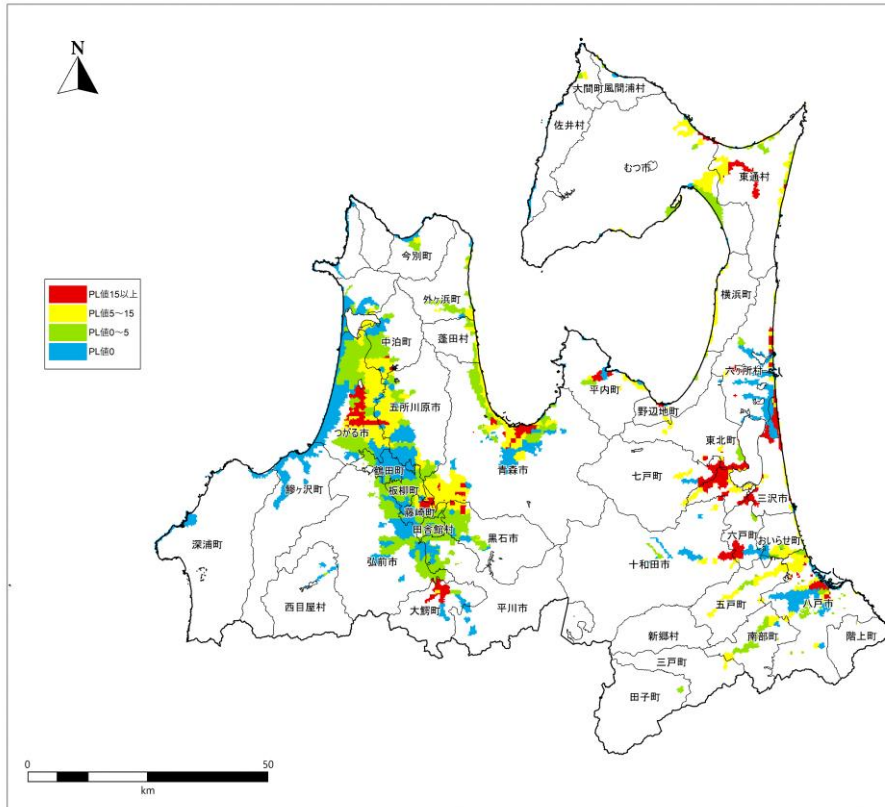 N
大間町
風間浦村
佐井村
むつ市
東通村
今別町
横浜町
外ヶ浜町
中泊町
蓬田村
六ヶ所村
平内町
五所川原市
野辺地町
つがる市
東北町
青森市
七戸町
鶴田町
板柳町
鰺ヶ沢町
三沢市
藤崎町
田舎館村
六戸町
おいらせ町
黒石市
深浦町
弘前市
十和田市
西目屋村
大鰐町
平川市
五戸町
八戸市
新郷村
南部町
階上町
三戸町
田子町
PL値15以上
PL値5～15
PL値0～5
PL値0
0
50
km